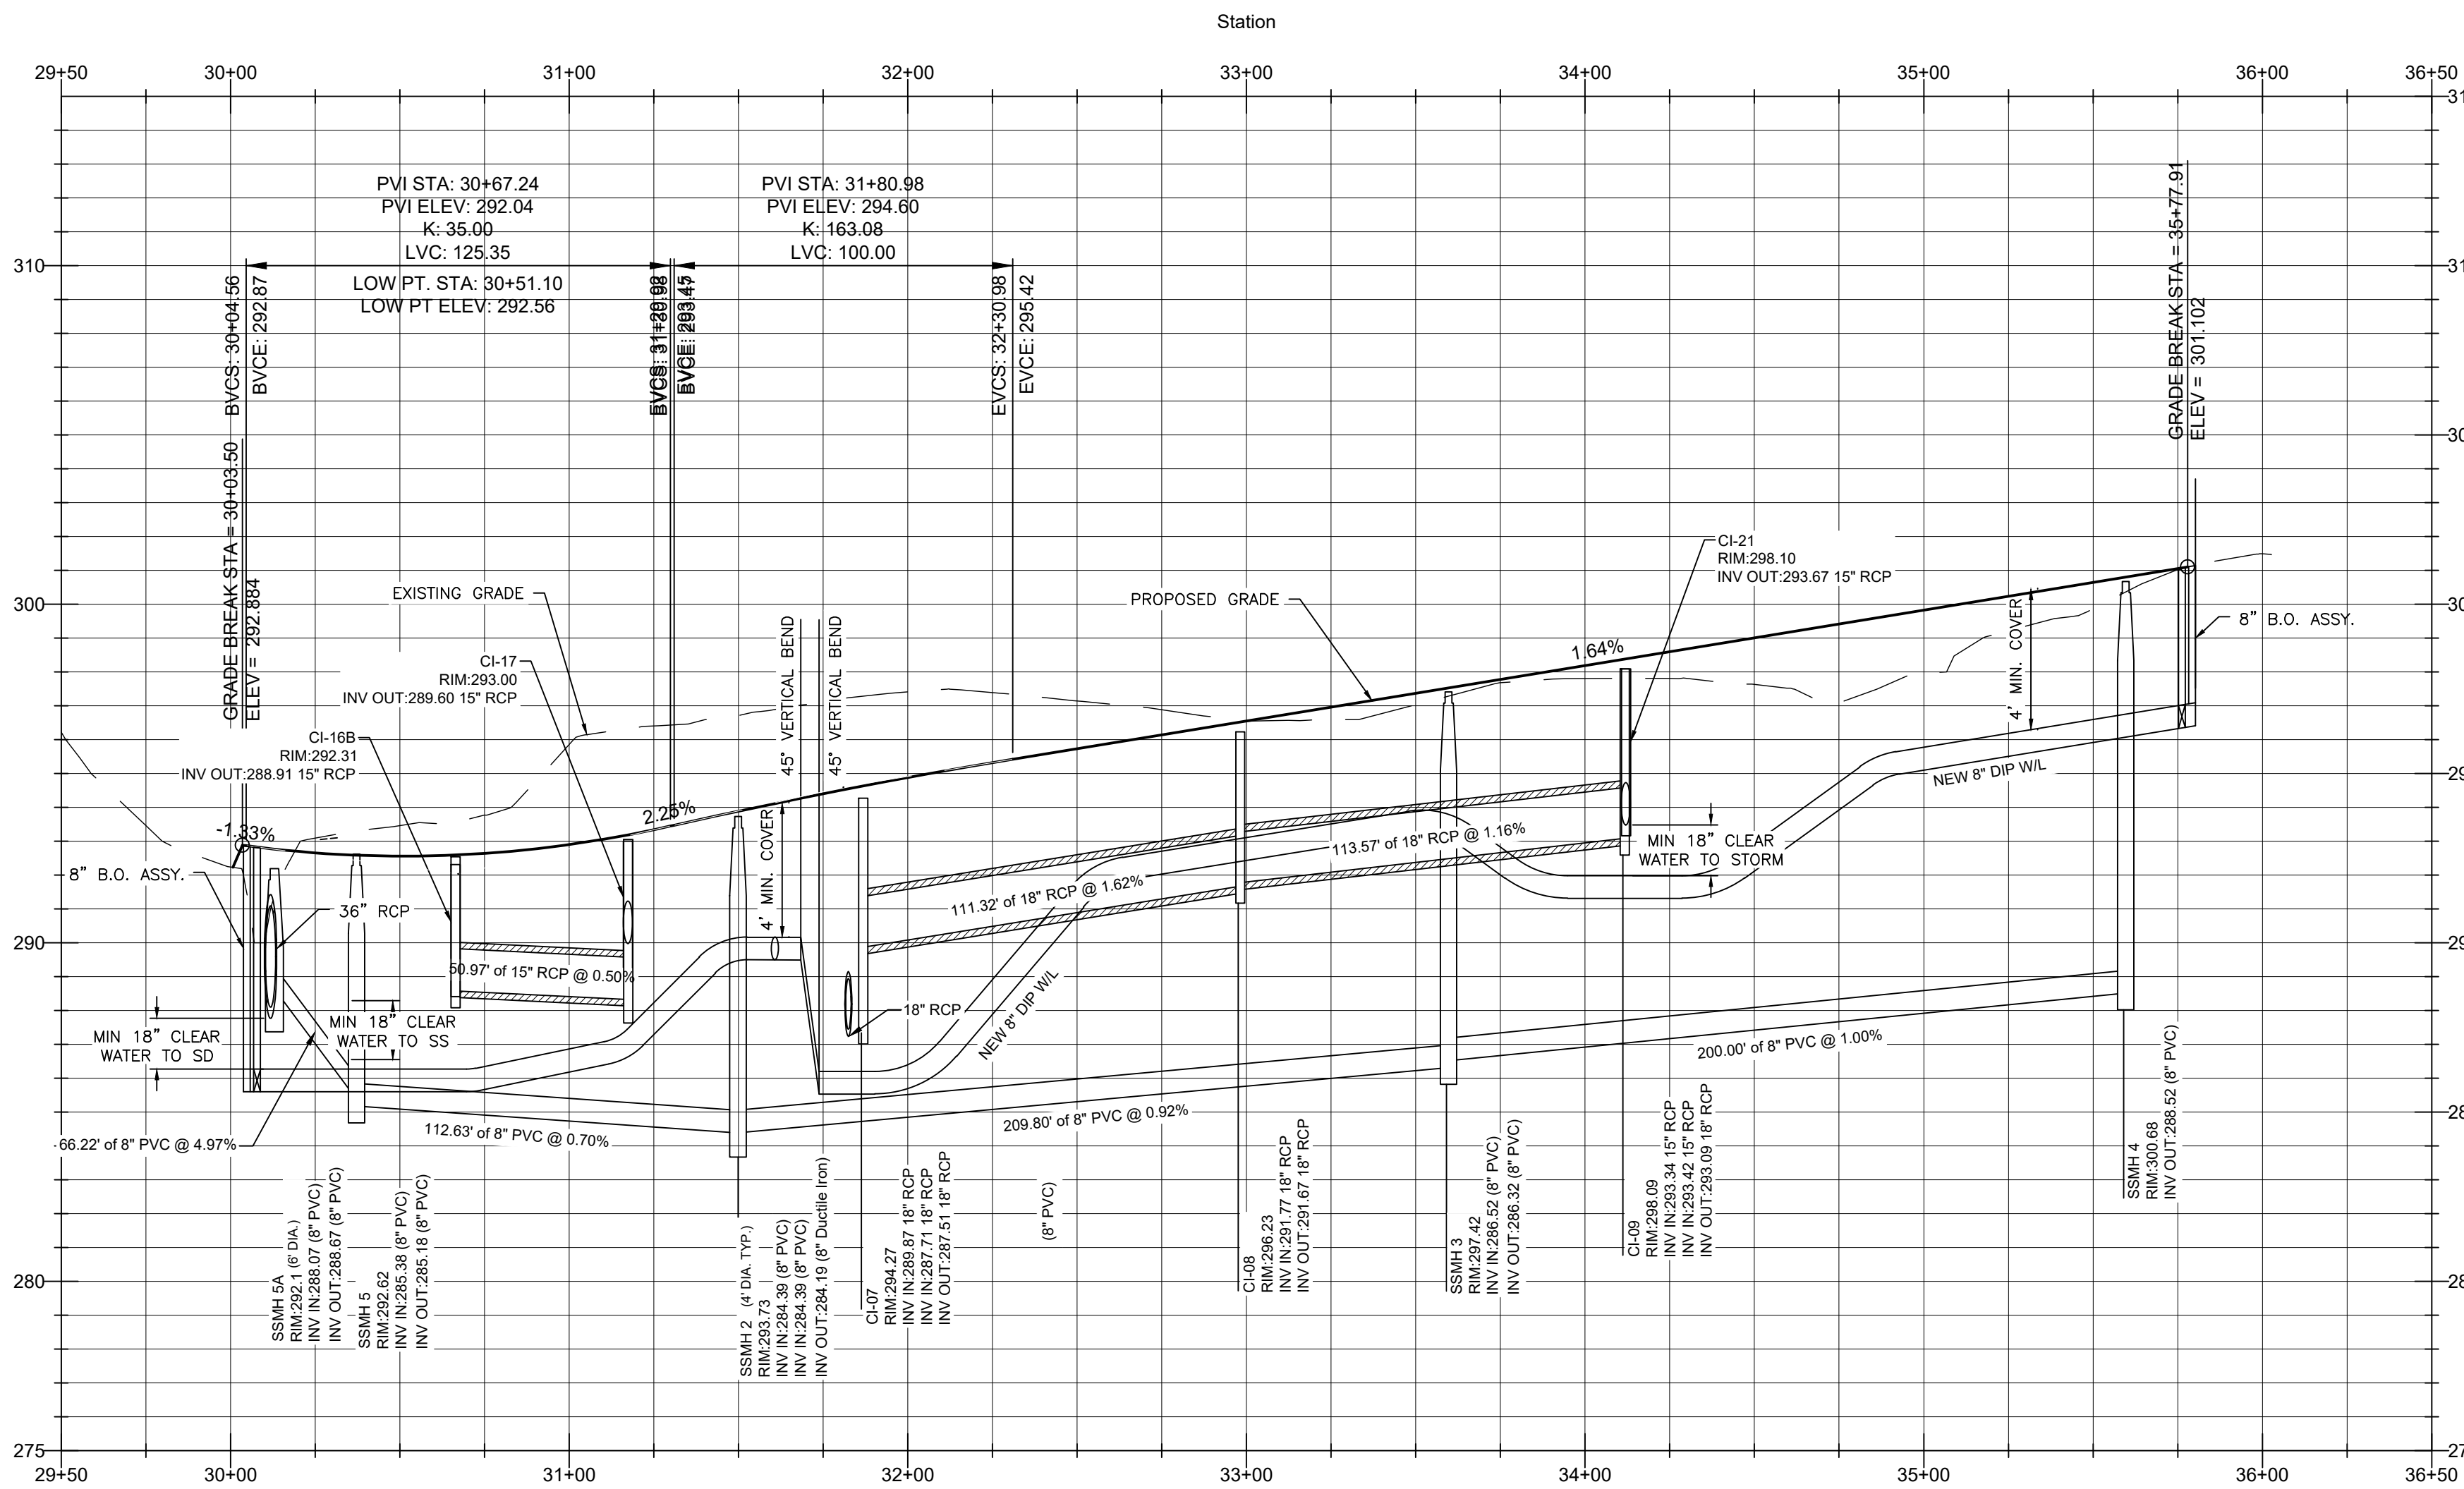 Station
29+50
30+00
31+00
32+00
33+00
34+00
35+00
36+00
36+50
PVI STA: 30+67.24
PVI ELEV: 292.04
K: 35.00
LVC: 125.35
LOW PT. STA: 30+51.10
LOW PT ELEV: 292.56
PVI STA: 31+80.98
PVI ELEV: 294.60
K: 163.08
LVC: 100.00
310
300
290
280
275
BVCS: 30+04.56
BVCE: 292.87
EVCS: 32+30.98
EVCE: 295.42
GRADE BREAK STA = 35+77.91
ELEV = 301.102
GRADE BREAK STA = 30+03.50
ELEV = 292.884
EXISTING GRADE
PROPOSED GRADE
CI-21
RIM:298.10
INV OUT:293.67 15" RCP
CI-17
RIM:293.00
INV OUT:289.60 15" RCP
CI-16B
RIM:292.31
INV OUT:288.91 15" RCP
45° VERTICAL BEND
45° VERTICAL BEND
4' MIN. COVER
4' MIN. COVER
8" B.O. ASSY.
8" B.O. ASSY.
-1.33%
2.25%
1.64%
36" RCP
18" RCP
50.97' of 15" RCP @ 0.50%
111.32' of 18" RCP @ 1.62%
113.57' of 18" RCP @ 1.16%
MIN 18" CLEAR
WATER TO STORM
MIN 18" CLEAR
WATER TO SS
MIN 18" CLEAR
WATER TO SD
NEW 8" DIP W/L
NEW 8" DIP W/L
66.22' of 8" PVC @ 4.97%
112.63' of 8" PVC @ 0.70%
209.80' of 8" PVC @ 0.92%
200.00' of 8" PVC @ 1.00%
SSMH 5A (6' DIA.)
RIM:292.1
INV IN:288.07 (8" PVC)
INV OUT:288.67 (8" PVC)
SSMH 5
RIM:292.62
INV IN:285.38 (8" PVC)
INV OUT:285.18 (8" PVC)
SSMH 2 (4' DIA. TYP.)
RIM:293.73
INV IN:284.39 (8" PVC)
INV IN:284.39 (8" PVC)
INV OUT:284.19 (8" Ductile Iron)
CI-07
RIM:294.27
INV IN:289.87 18" RCP
INV IN:287.71 18" RCP
INV OUT:287.51 18" RCP
(8" PVC)
CI-08
RIM:296.23
INV IN:291.77 18" RCP
INV OUT:291.67 18" RCP
SSMH 3
RIM:297.42
INV IN:286.52 (8" PVC)
INV OUT:286.32 (8" PVC)
CI-09
RIM:298.09
INV IN:293.34 15" RCP
INV IN:293.42 15" RCP
INV OUT:293.09 18" RCP
SSMH 4
RIM:300.68
INV OUT:288.52 (8" PVC)
29+50
30+00
31+00
32+00
33+00
34+00
35+00
36+00
36+50